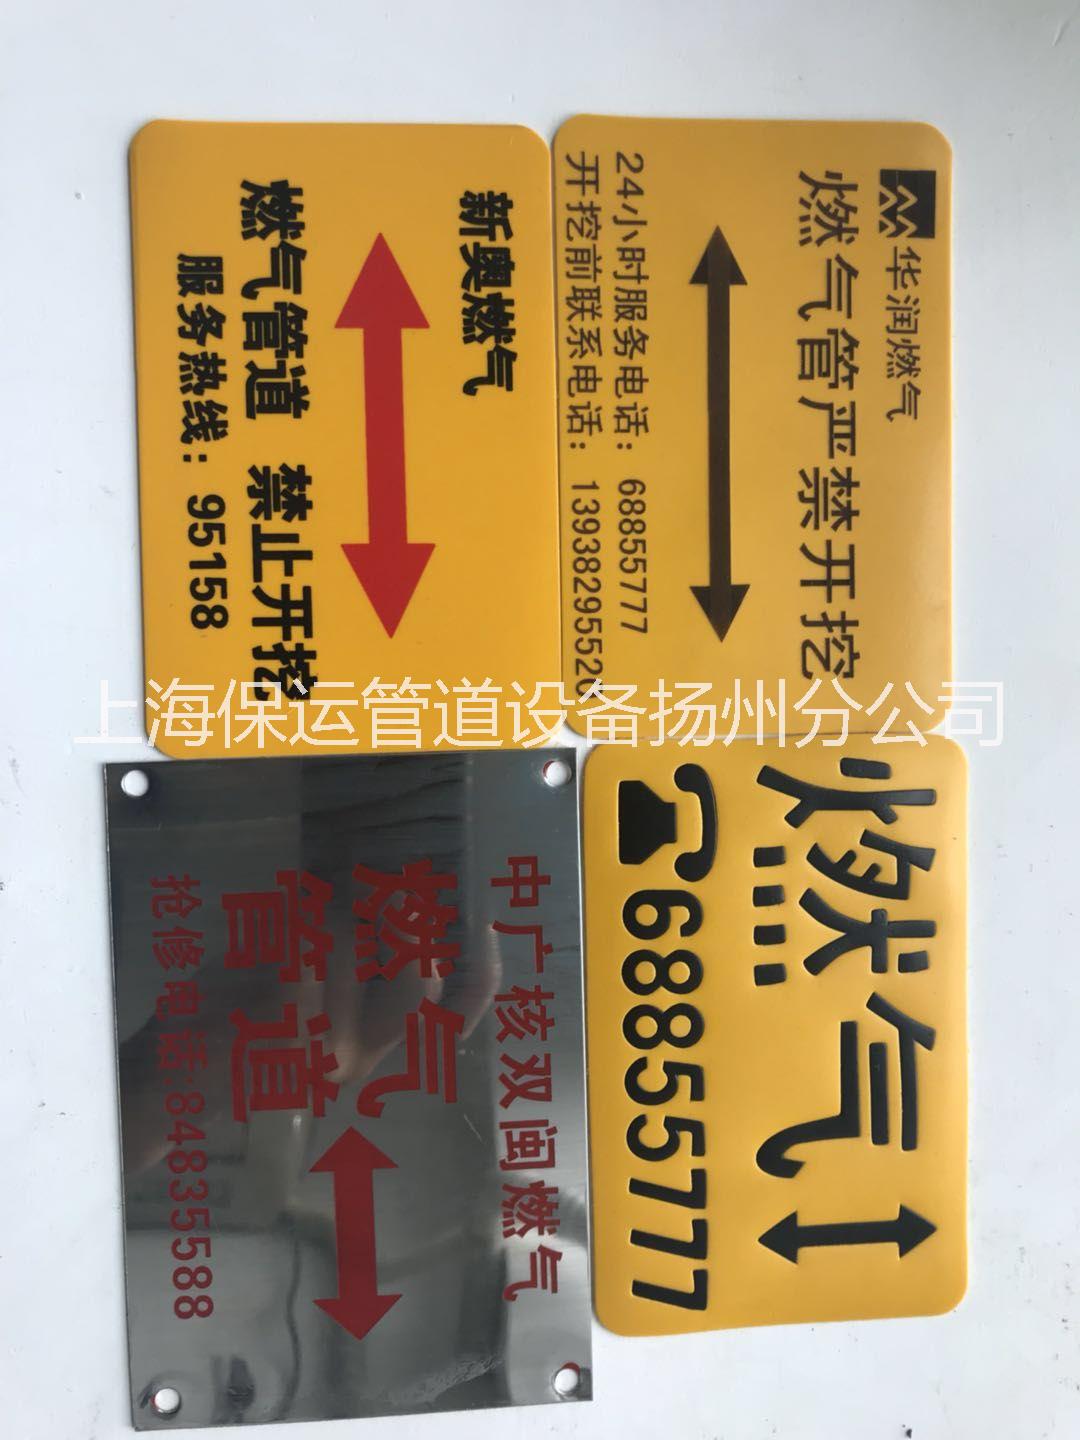 新奥燃气
燃气管道 禁止开挖
服务热线：95158
华润燃气
燃气管严禁开挖
24小时服务电话：68855777
开挖前联系电话：13938295520
上海保运管道设备扬州分公司
中广核双闽燃气
燃气
管道
抢修电话:84835588
燃气
68855777